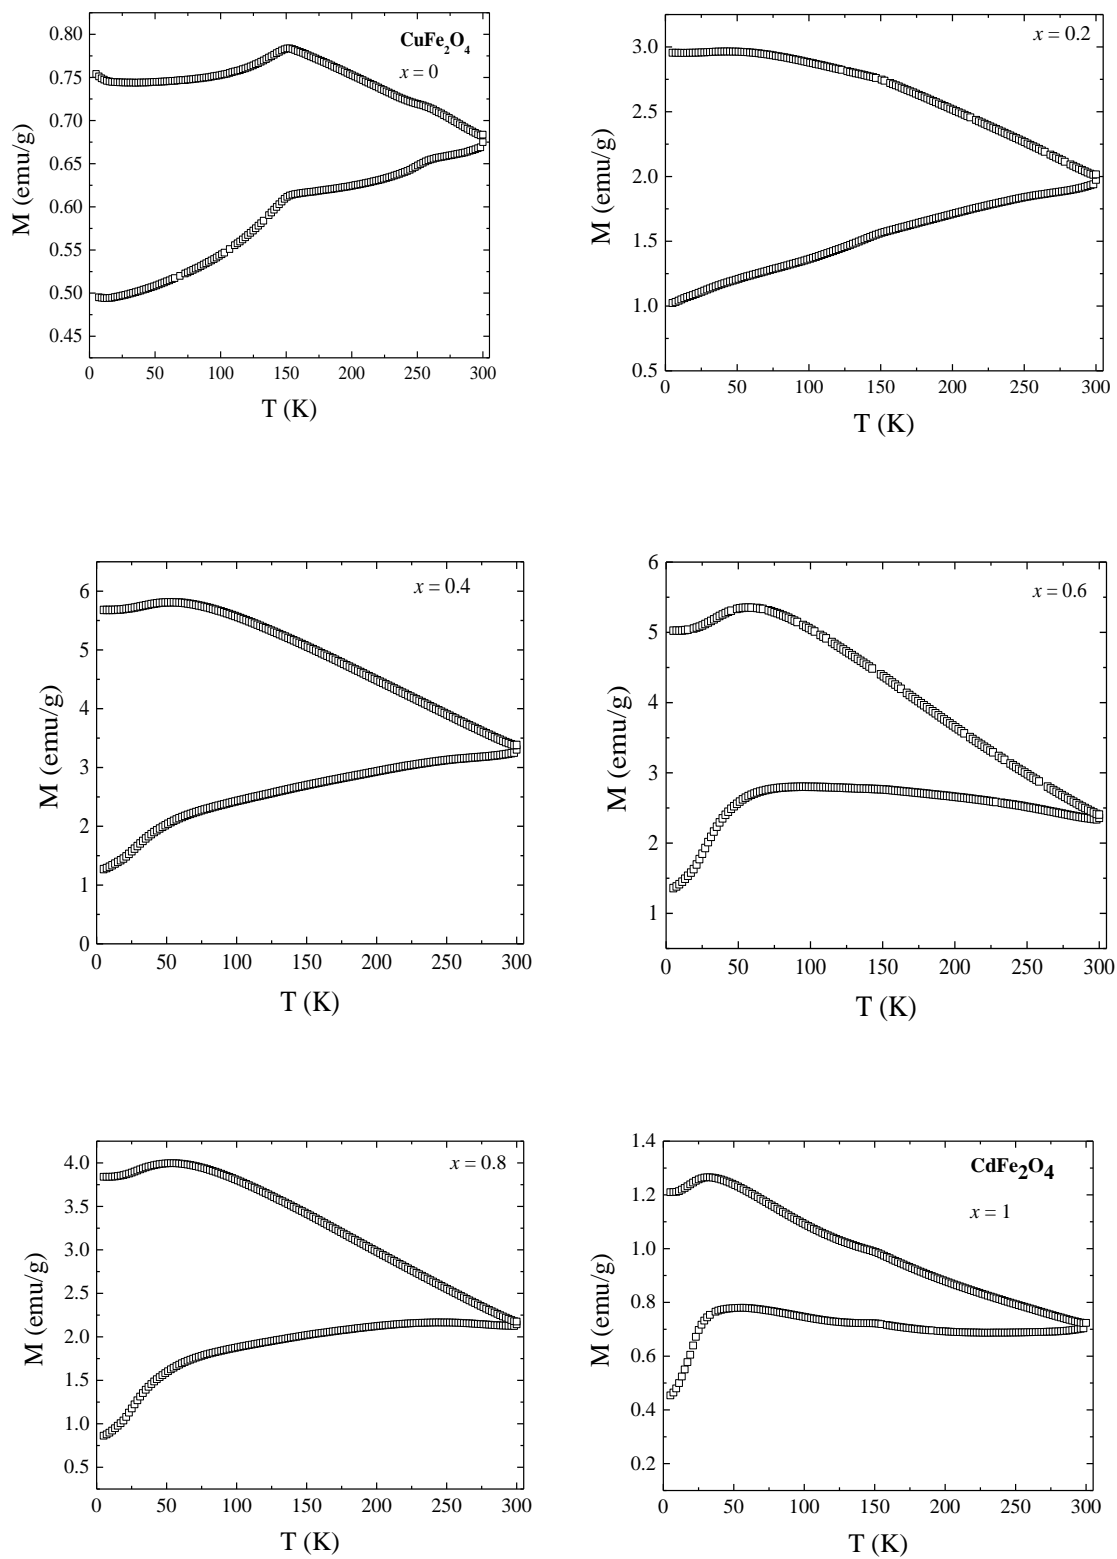 CuFe2O4
x = 0
0.80
0.75
0.70
0.65
0.60
0.55
0.50
0.45
M (emu/g)
0 50 100 150 200 250 300
T (K)
x = 0.2
3.0
2.5
2.0
1.5
1.0
0.5
M (emu/g)
0 50 100 150 200 250 300
T (K)
x = 0.4
6
5
4
3
2
1
0
M (emu/g)
0 50 100 150 200 250 300
T (K)
x = 0.6
6
5
4
3
2
1
M (emu/g)
0 50 100 150 200 250 300
T (K)
x = 0.8
4.0
3.5
3.0
2.5
2.0
1.5
1.0
0.5
M (emu/g)
0 50 100 150 200 250 300
T (K)
CdFe2O4
x = 1
1.4
1.2
1.0
0.8
0.6
0.4
0.2
M (emu/g)
0 50 100 150 200 250 300
T (K)